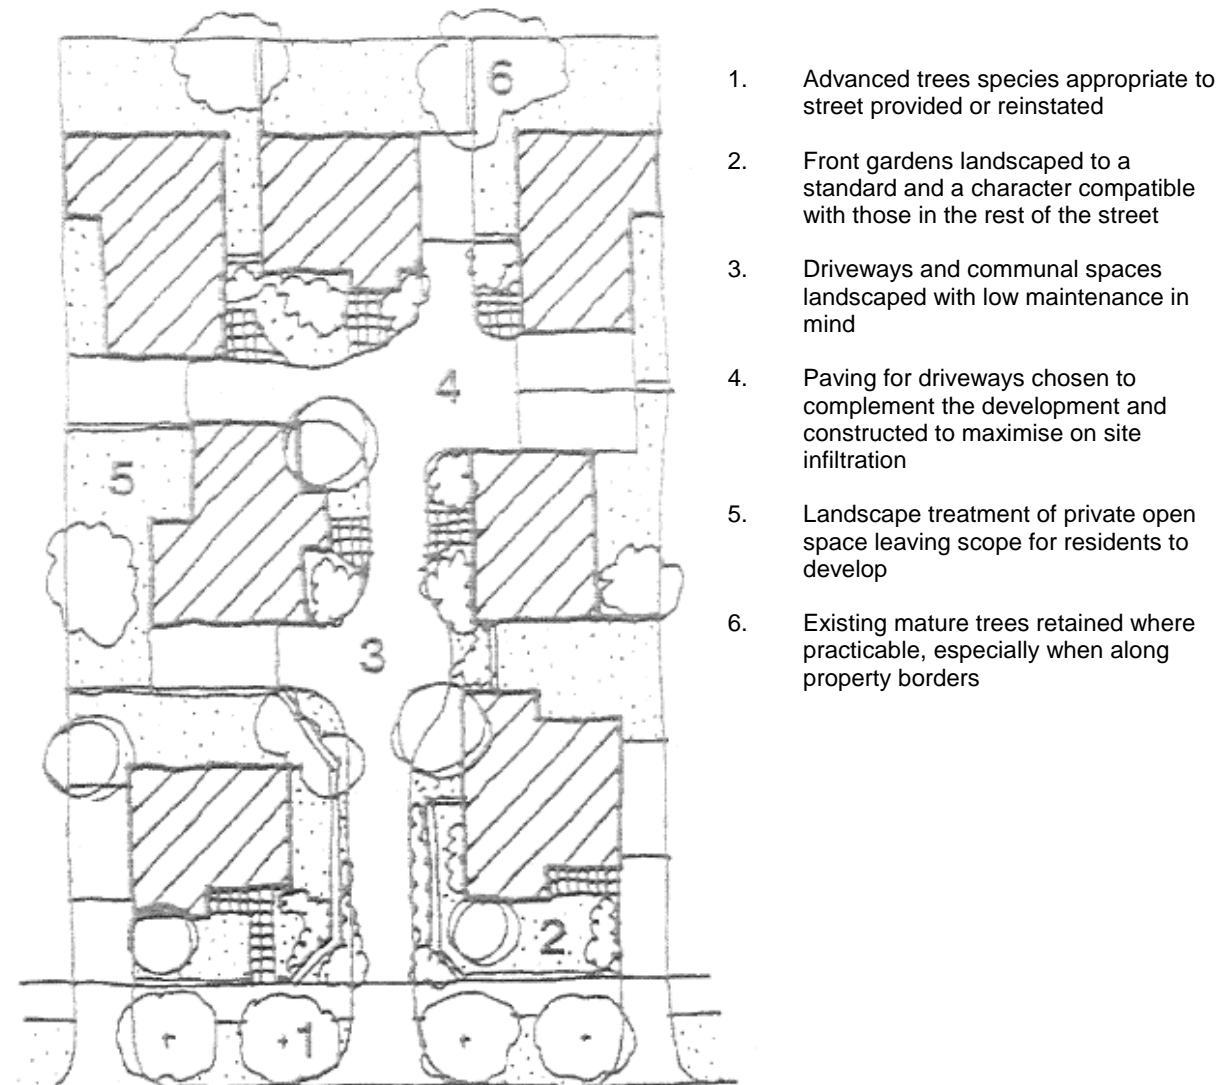 6
4
5
3
2
1
1. Advanced trees species appropriate to
street provided or reinstated
2. Front gardens landscaped to a
standard and a character compatible
with those in the rest of the street
3. Driveways and communal spaces
landscaped with low maintenance in
mind
4. Paving for driveways chosen to
complement the development and
constructed to maximise on site
infiltration
5. Landscape treatment of private open
space leaving scope for residents to
develop
6. Existing mature trees retained where
practicable, especially when along
property borders